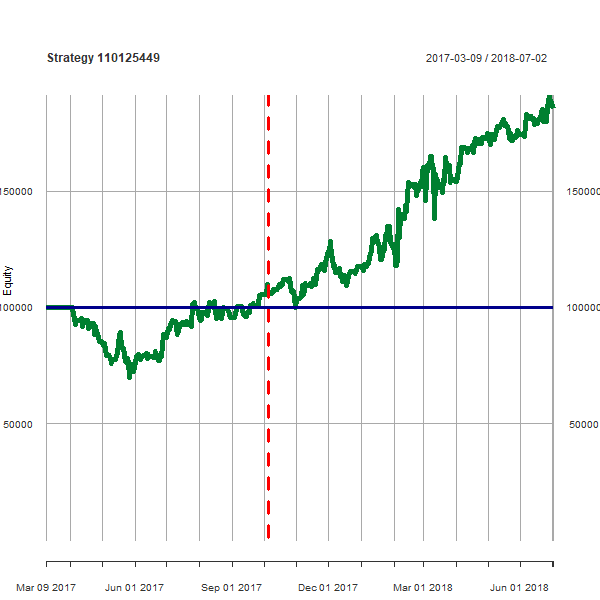 Strategy 110125449
2017-03-09 / 2018-07-02
150000
150000
Equity
100000
100000
50000
50000
Mar 09 2017
Jun 01 2017
Sep 01 2017
Dec 01 2017
Mar 01 2018
Jun 01 2018